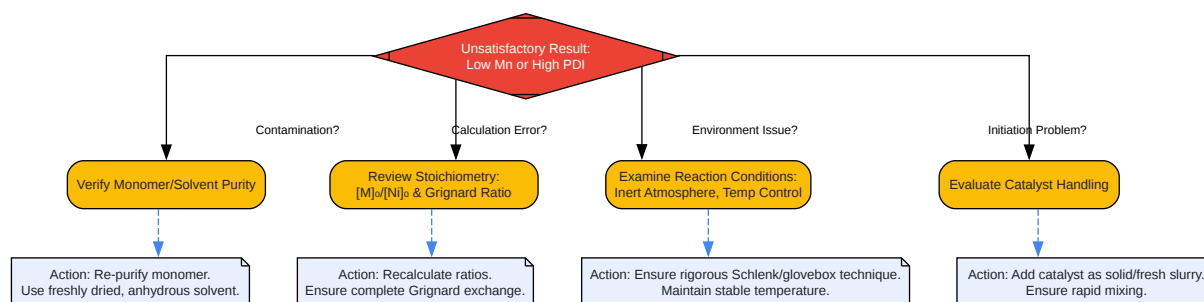 Unsatisfactory Result:
Low Mn or High PDI
Contamination?
Calculation Error?
Environment Issue?
Initiation Problem?
Verify Monomer/Solvent Purity
Review Stoichiometry:
[M]₀/[Ni]₀ & Grignard Ratio
Examine Reaction Conditions:
Inert Atmosphere, Temp Control
Evaluate Catalyst Handling
Action: Re-purify monomer.
Use freshly dried, anhydrous solvent.
Action: Recalculate ratios.
Ensure complete Grignard exchange.
Action: Ensure rigorous Schlenk/glovebox technique.
Maintain stable temperature.
Action: Add catalyst as solid/fresh slurry.
Ensure rapid mixing.